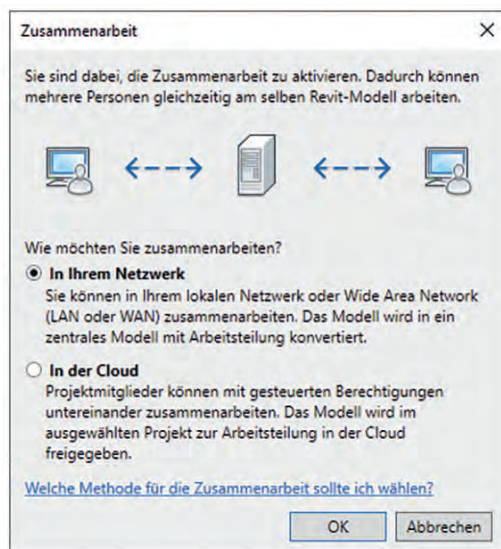 Zusammenarbeit
Sie sind dabei, die Zusammenarbeit zu aktivieren. Dadurch können
mehrere Personen gleichzeitig am selben Revit-Modell arbeiten.
Wie möchten Sie zusammenarbeiten?
In Ihrem Netzwerk
Sie können in Ihrem lokalen Netzwerk oder Wide Area Network
(LAN oder WAN) zusammenarbeiten. Das Modell wird in ein
zentrales Modell mit Arbeitsteilung konvertiert.
In der Cloud
Projektmitglieder können mit gesteuerten Berechtigungen
untereinander zusammenarbeiten. Das Modell wird im
ausgewählten Projekt zur Arbeitsteilung in der Cloud
freigegeben.
Welche Methode für die Zusammenarbeit sollte ich wählen?
OK Abbrechen